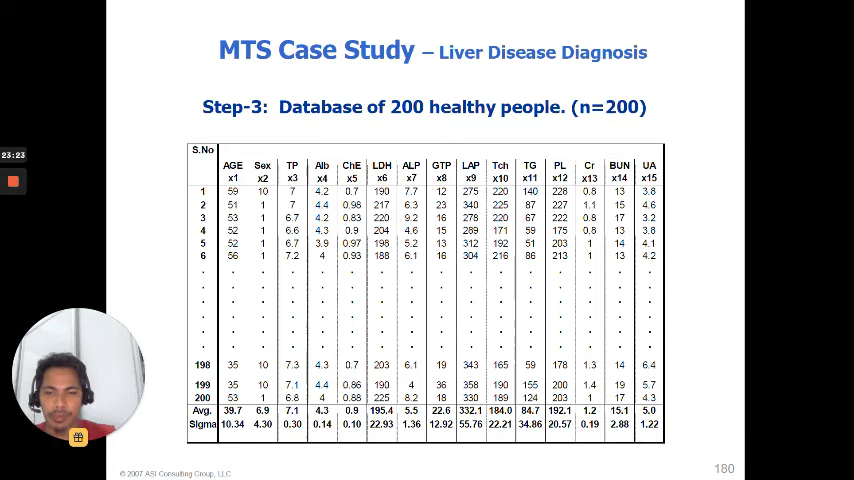 MTS Case Study – Liver Disease Diagnosis
Step-3: Database of 200 healthy people. (n=200)
23:23
S.No AGE Sex TP Alb ChE LDH ALP GTP LAP Tch TG PL Cr BUN UA
x1 x2 x3 x4 x5 x6 x7 x8 x9 x10 x11 x12 x13 x14 x15
1 59 10 7 4.2 0.7 190 7.7 12 275 220 140 228 0.8 13 3.8
2 51 1 7 4.4 0.98 217 6.3 23 340 225 87 227 1.1 15 4.6
3 53 1 6.7 4.2 0.83 220 9.2 16 278 220 67 222 0.8 17 3.2
4 52 1 6.6 4.3 0.9 204 4.6 15 289 171 59 175 0.8 13 3.8
5 52 1 6.7 3.9 0.97 198 5.2 13 312 192 51 203 1 14 4.1
6 56 1 7.2 4 0.93 188 6.1 16 304 216 86 213 1 13 4.2
. . . . . . . . . . . . . . . .
. . . . . . . . . . . . . . . .
. . . . . . . . . . . . . . . .
. . . . . . . . . . . . . . . .
. . . . . . . . . . . . . . . .
. . . . . . . . . . . . . . . .
198 35 10 7.3 4.3 0.7 203 6.1 19 343 165 59 178 1.3 14 6.4
199 35 10 7.1 4.4 0.86 190 4 36 358 190 155 200 1.4 19 5.7
200 53 1 6.8 4 0.88 225 8.2 18 330 189 124 203 1 17 4.3
Avg. 39.7 6.9 7.1 4.3 0.9 195.4 5.5 22.6 332.1 184.0 84.7 192.1 1.2 15.1 5.0
Sigma 10.34 4.30 0.30 0.14 0.10 22.93 1.36 12.92 55.76 22.21 34.86 20.57 0.19 2.88 1.22
© 2007 ASI Consulting Group, LLC
180